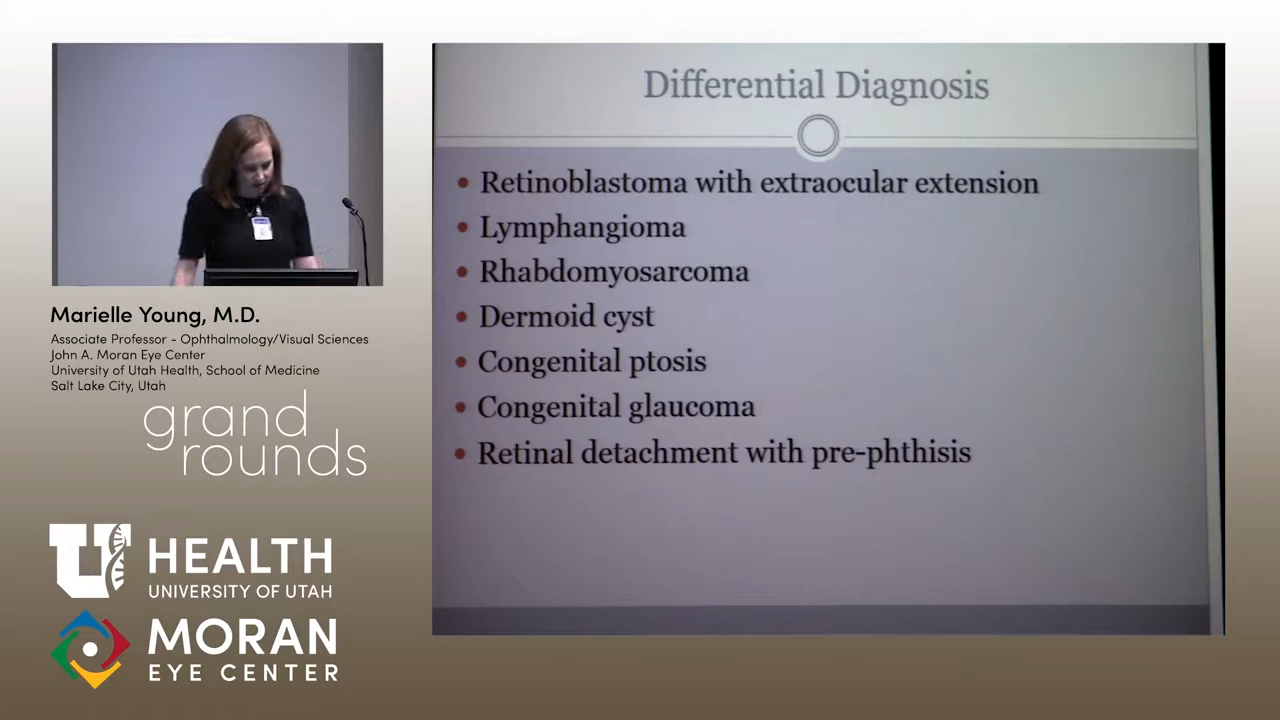 Differential Diagnosis
• Retinoblastoma with extraocular extension
• Lymphangioma
• Rhabdomyosarcoma
• Dermoid cyst
• Congenital ptosis
• Congenital glaucoma
• Retinal detachment with pre-phthisis
Marielle Young, M.D.
Associate Professor - Ophthalmology/Visual Sciences
John A. Moran Eye Center
University of Utah Health, School of Medicine
Salt Lake City, Utah
grand
rounds
U HEALTH
UNIVERSITY OF UTAH
MORAN
EYE CENTER